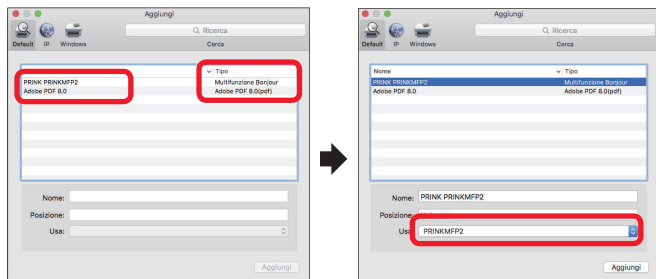 Aggiungi
Ricerca
Default IP Windows Cerca
Tipo
PRINK PRINKMFP2 Multifunzione Bonjour
Adobe PDF 8.0 Adobe PDF 8.0(pdf)
Nome:
Posizione:
Usa:
Aggiungi
Aggiungi
Ricerca
Default IP Windows Cerca
Nome Tipo
PRINK PRINKMFP2 Multifunzione Bonjour
Adobe PDF 8.0 Adobe PDF 8.0(pdf)
Nome: PRINK PRINKMFP2
Posizione:
Usa: PRINKMFP2
Aggiungi